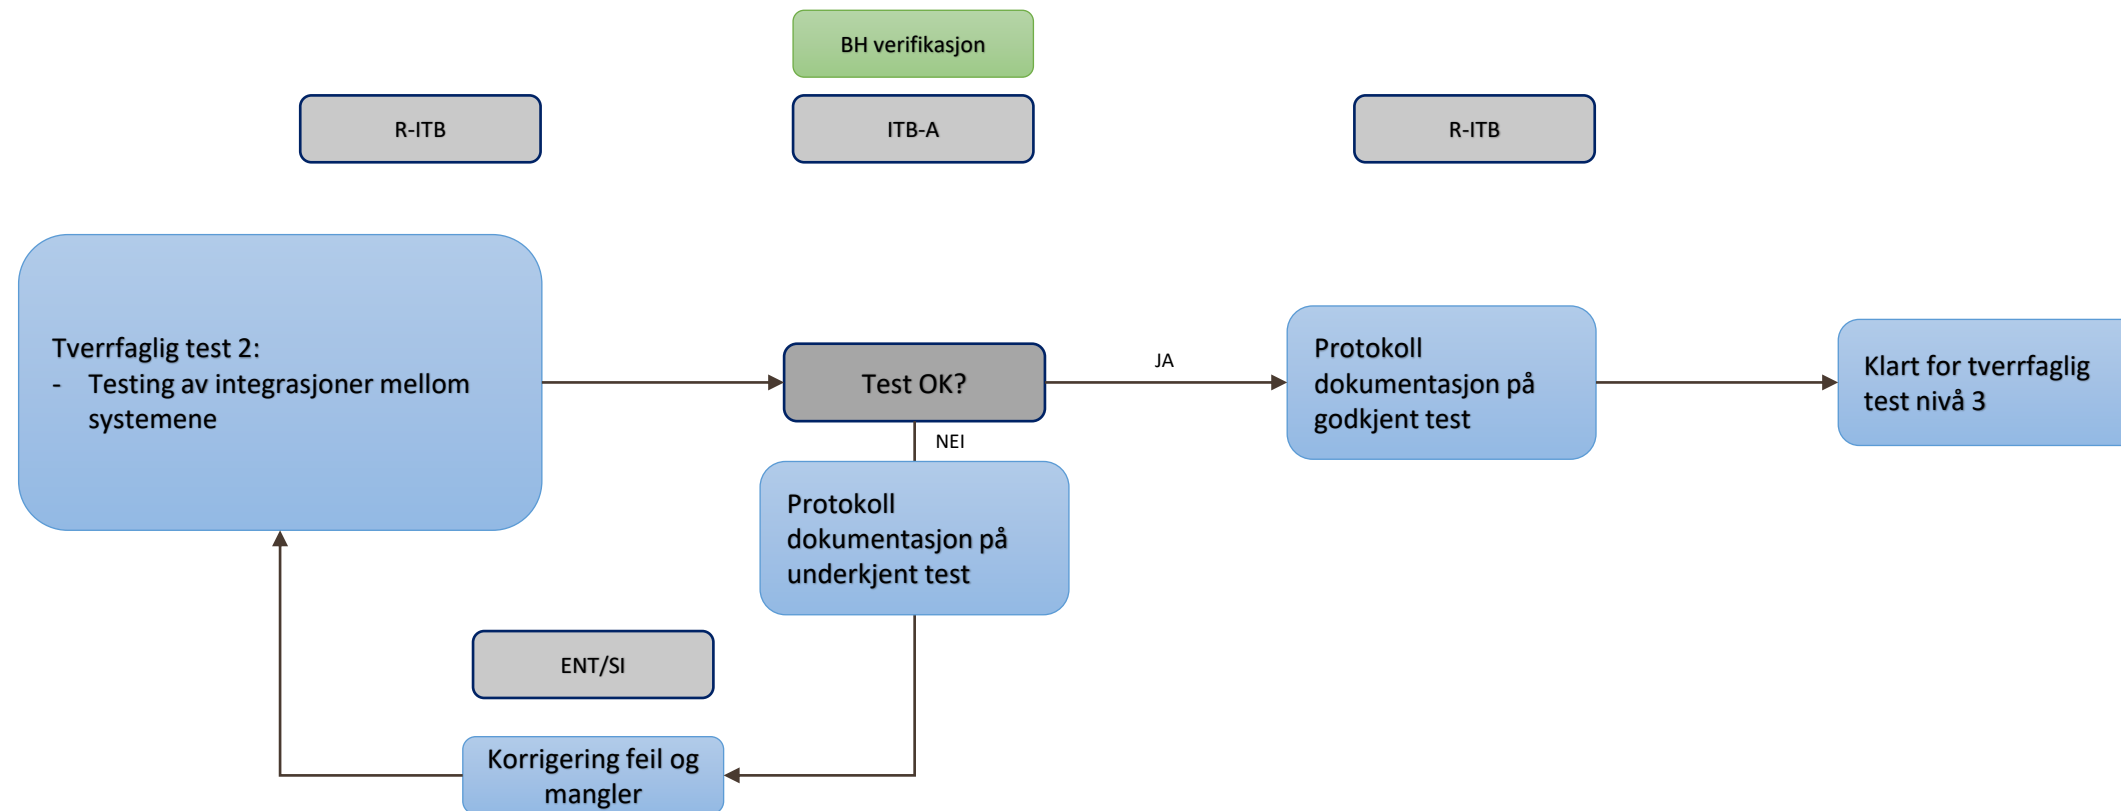 BH verifikasjon
R-ITB
ITB-A
R-ITB
Tverrfaglig test 2:
- Testing av integrasjoner mellom
systemene
Test OK?
JA
NEI
Protokoll
dokumentasjon på
godkjent test
Klart for tverrfaglig
test nivå 3
Protokoll
dokumentasjon på
underkjent test
ENT/SI
Korrigering feil og
mangler